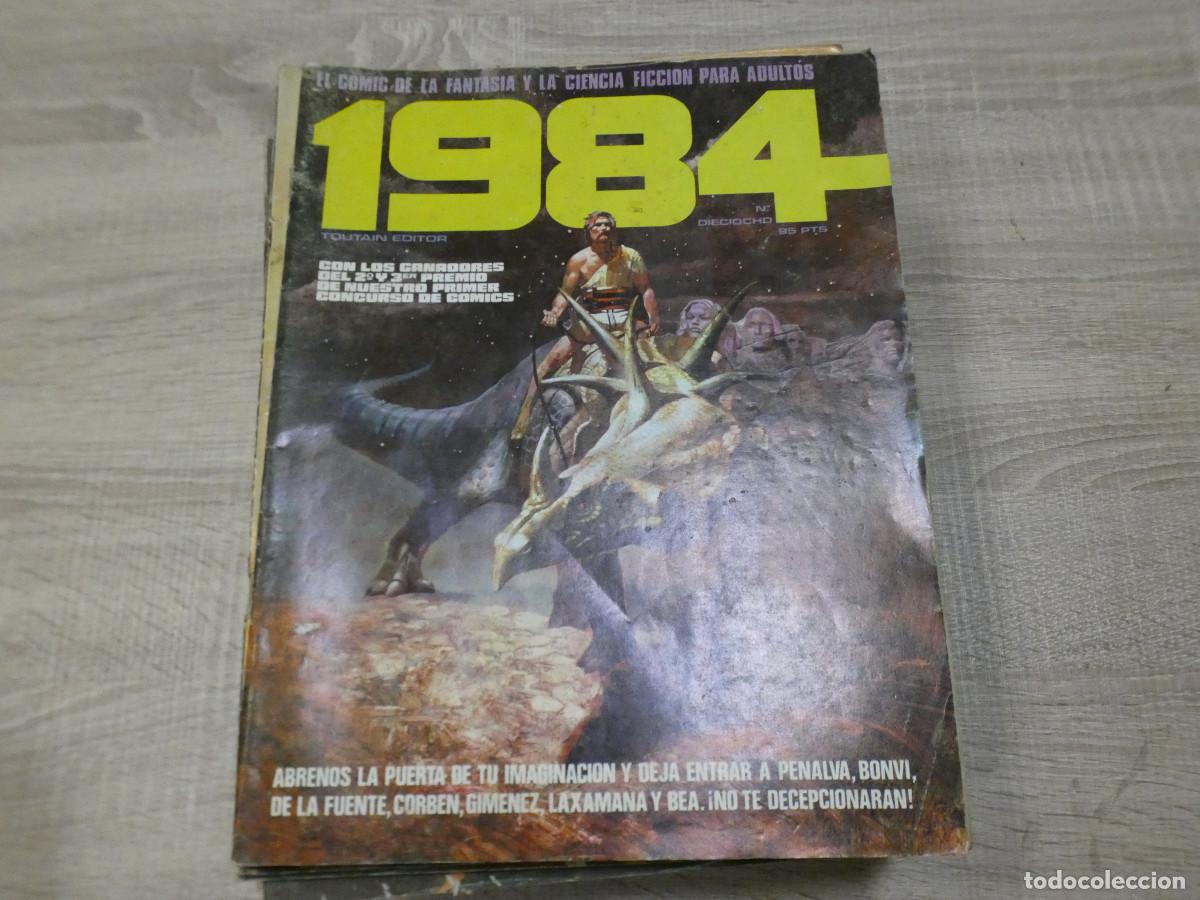 EL COMIC DE LA FANTASIA Y LA CIENCIA FICCION PARA ADULTOS
1984
TOUTAIN EDITOR
Nº
DIECIOCHO
95 PTS
CON LOS GANADORES
DEL 2º Y 3ER PREMIO
DE NUESTRO PRIMER
CONCURSO DE COMICS
ABRENOS LA PUERTA DE TU IMAGINACION Y DEJA ENTRAR A PENALVA, BONVI,
DE LA FUENTE, CORBEN, GIMENEZ, LAXAMANA Y BEA. ¡NO TE DECEPCIONARAN!
todocoleccion